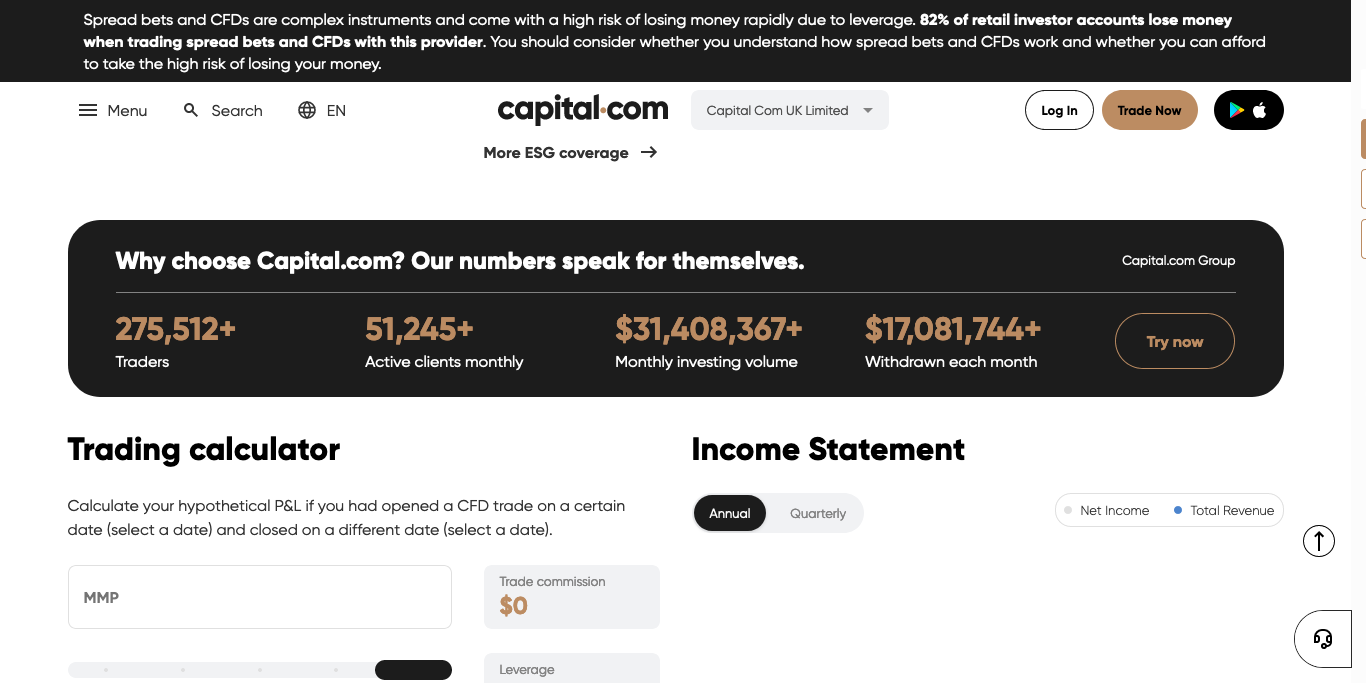 Spread bets and CFDs are complex instruments and come with a high risk of losing money rapidly due to leverage. 82% of retail investor accounts lose money
when trading spread bets and CFDs with this provider. You should consider whether you understand how spread bets and CFDs work and whether you can afford
to take the high risk of losing your money.
Menu Search EN capital.com Capital Com UK Limited Log In Trade Now
More ESG coverage
Why choose Capital.com? Our numbers speak for themselves. Capital.com Group
275,512+ 51,245+ $31,408,367+ $17,081,744+
Traders Active clients monthly Monthly investing volume Withdrawn each month
Try now
Trading calculator
Calculate your hypothetical P&L if you had opened a CFD trade on a certain
date (select a date) and closed on a different date (select a date).
MMP
Trade commission
$0
Leverage
Income Statement
Annual Quarterly
Net Income Total Revenue